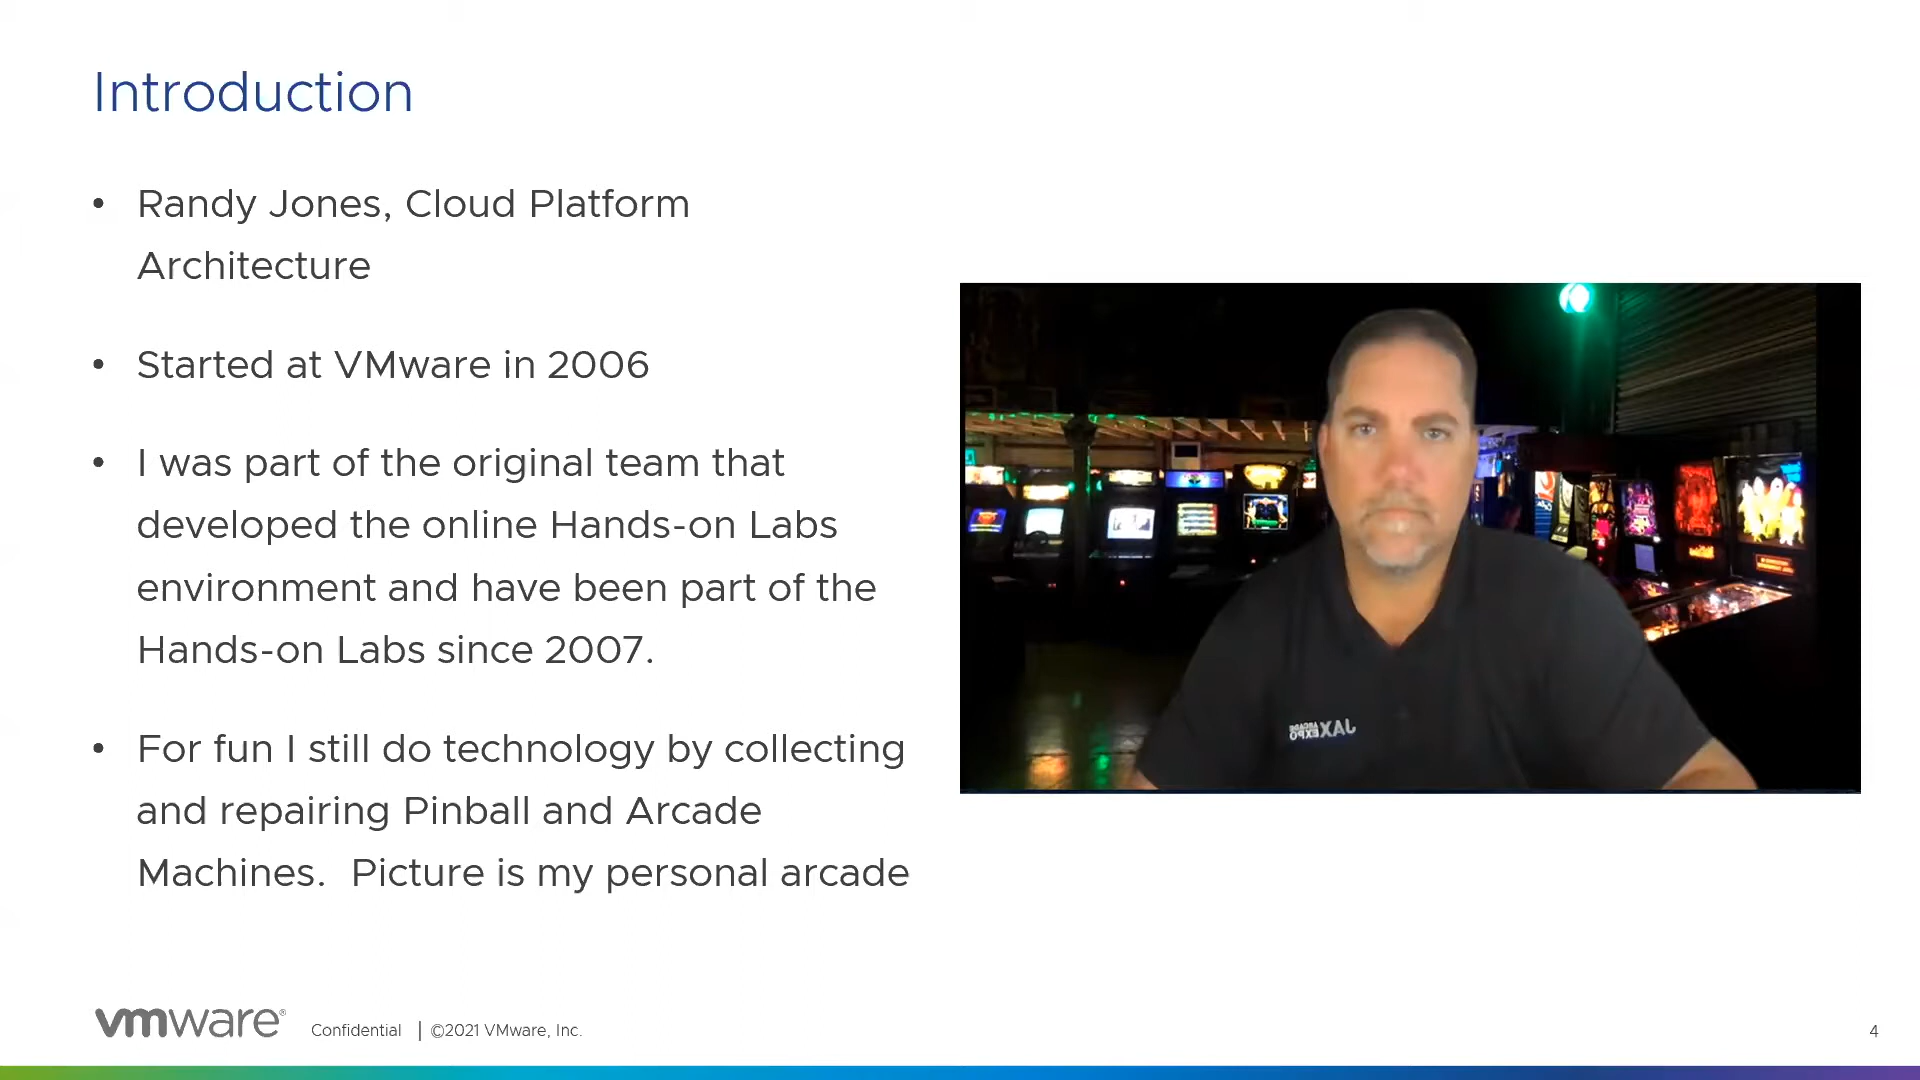 Introduction
• Randy Jones, Cloud Platform
Architecture
• Started at VMware in 2006
• I was part of the original team that
developed the online Hands-on Labs
environment and have been part of the
Hands-on Labs since 2007.
• For fun I still do technology by collecting
and repairing Pinball and Arcade
Machines.  Picture is my personal arcade
JAX ARCADE EXPO
vmware® Confidential | ©2021 VMware, Inc.
4